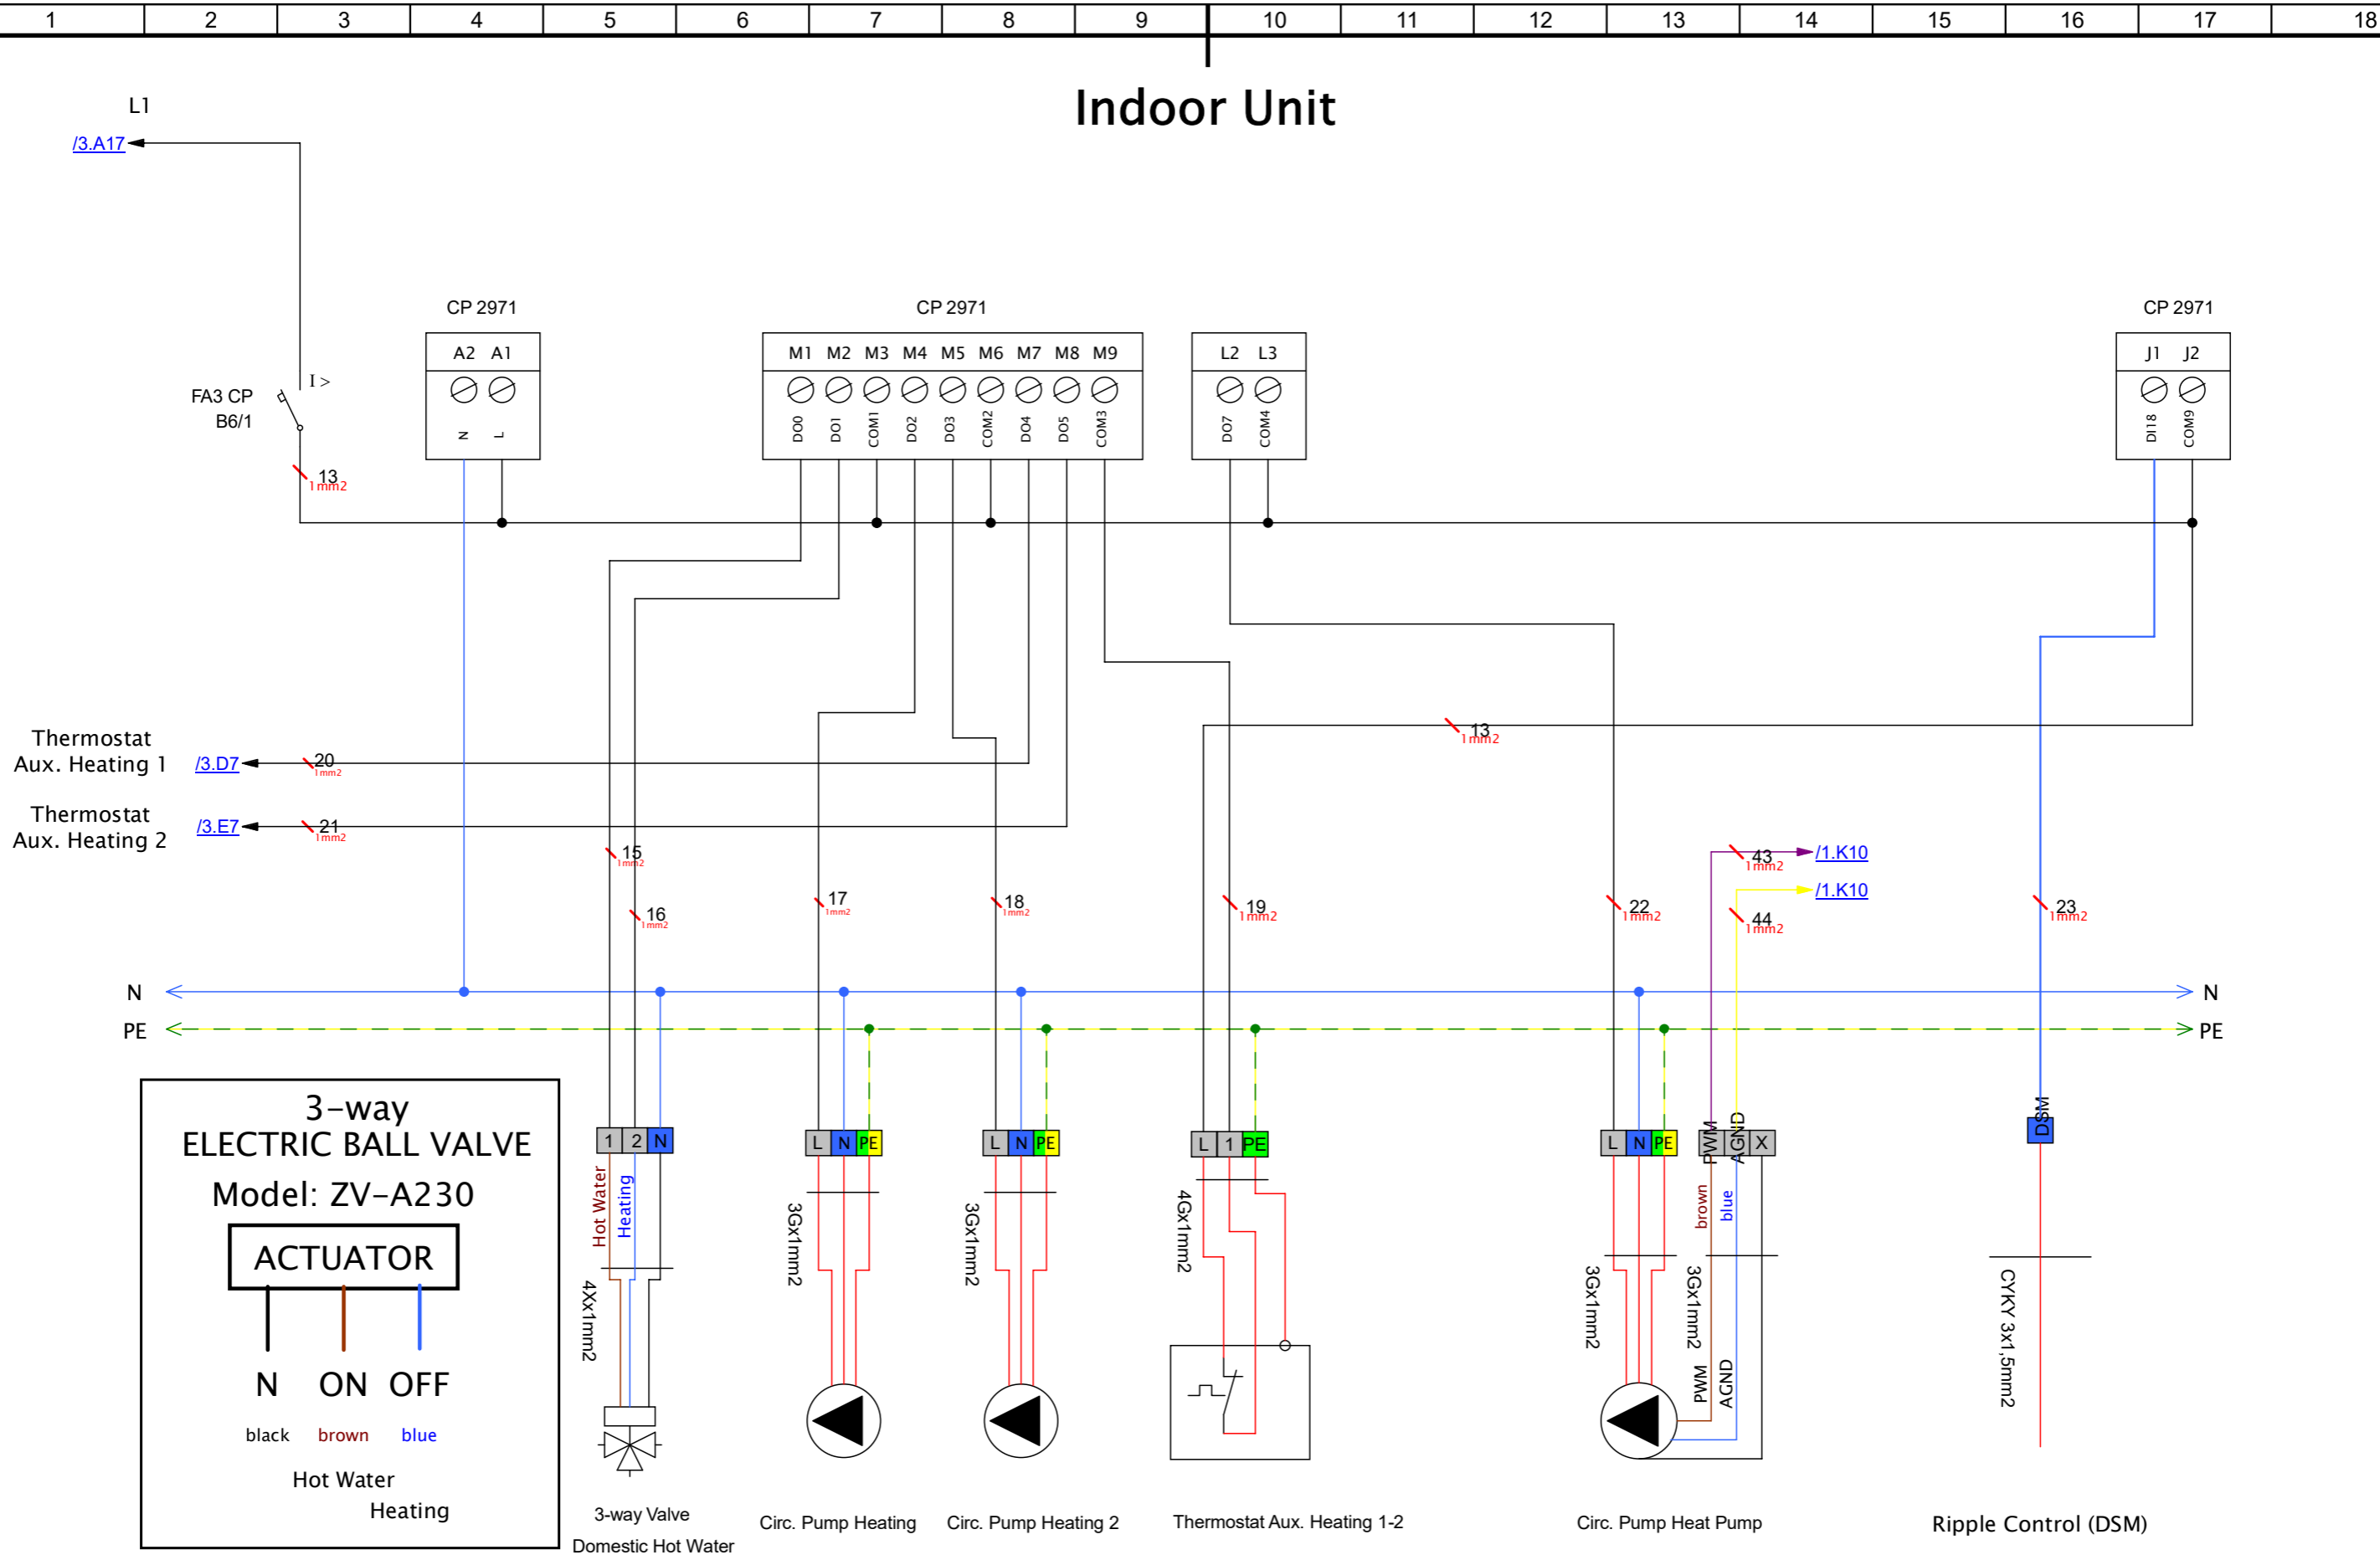 1 2 3 4 5 6 7 8 9 10 11 12 13 14 15 16 17 18
Indoor Unit
L1
/3.A17
CP 2971 CP 2971 CP 2971
A2 A1 M1 M2 M3 M4 M5 M6 M7 M8 M9 L2 L3 J1 J2
I >
FA3 CP
B6/1
N L DO0 DO1 COM1 DO2 DO3 COM2 DO4 DO5 COM3 DO7 COM4 DI18 COM9
13
1mm2
Thermostat
Aux. Heating 1 /3.D7 20
1mm2
13
1mm2
Thermostat
Aux. Heating 2 /3.E7 21
1mm2
15
1mm2
16
1mm2
17
1mm2
18
1mm2
19
1mm2
22
1mm2
43
1mm2
/1.K10
44
1mm2
/1.K10
23
1mm2
N N
PE PE
3-way
ELECTRIC BALL VALVE
Model: ZV-A230
ACTUATOR
N ON OFF
black brown blue
Hot Water
Heating
1 2 N
Hot Water
Heating
4Xx1mm2
3-way Valve
Domestic Hot Water
L N PE
3Gx1mm2
Circ. Pump Heating
L N PE
3Gx1mm2
Circ. Pump Heating 2
L 1 PE
4Gx1mm2
Thermostat Aux. Heating 1-2
L N PE
3Gx1mm2
PWM AGND X
brown
blue
3Gx1mm2
PWM
AGND
Circ. Pump Heat Pump
DSM
CYKY 3x1,5mm2
Ripple Control (DSM)